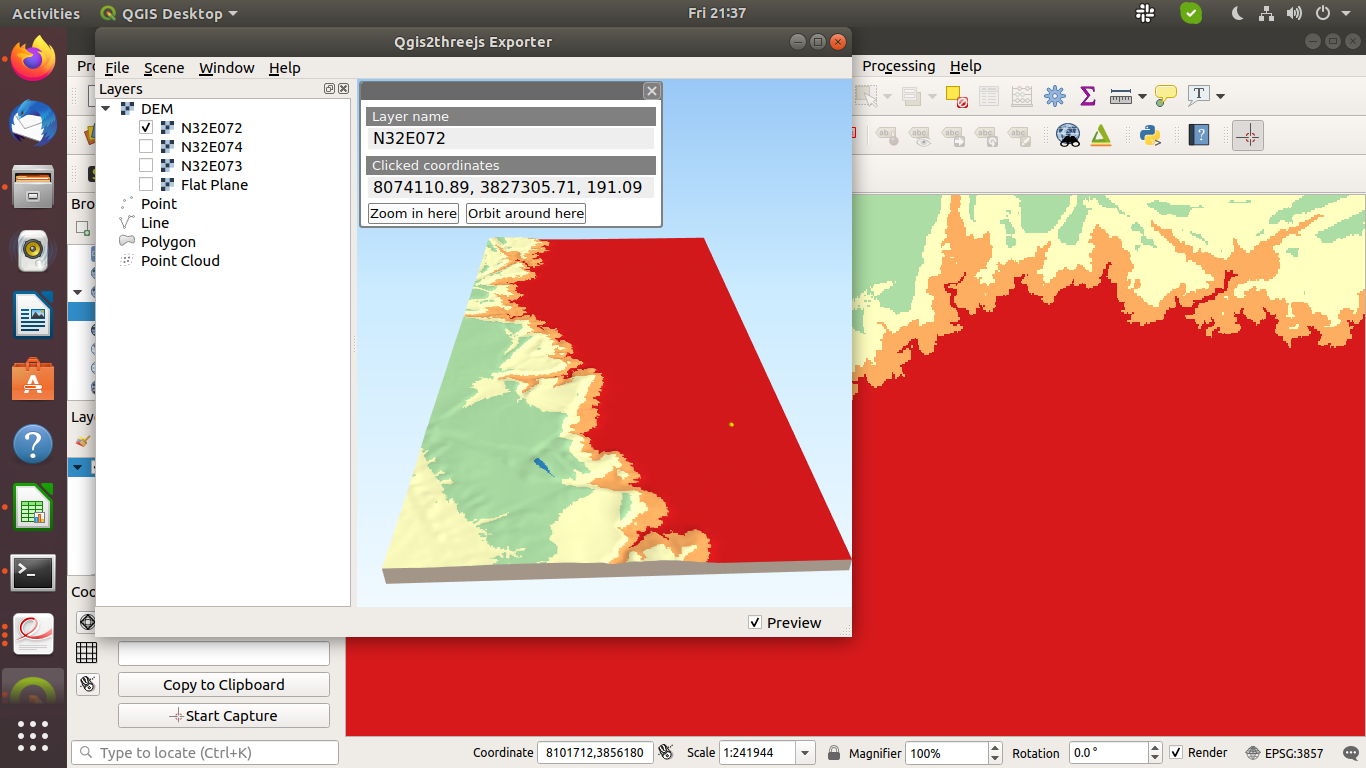 Activities QGIS Desktop Fri 21:37
Qgis2threejs Exporter
File Scene Window Help
Processing Help
Layers
DEM
N32E072
N32E074
N32E073
Flat Plane
Point
Line
Polygon
Point Cloud
Layer name
N32E072
Clicked coordinates
8074110.89, 3827305.71, 191.09
Zoom in here Orbit around here
Preview
Pr
Bro
Laye
Coo
Copy to Clipboard
Start Capture
Type to locate (Ctrl+K) Coordinate 8101712,3856180 Scale 1:241944 Magnifier 100% Rotation 0.0 ° Render EPSG:3857